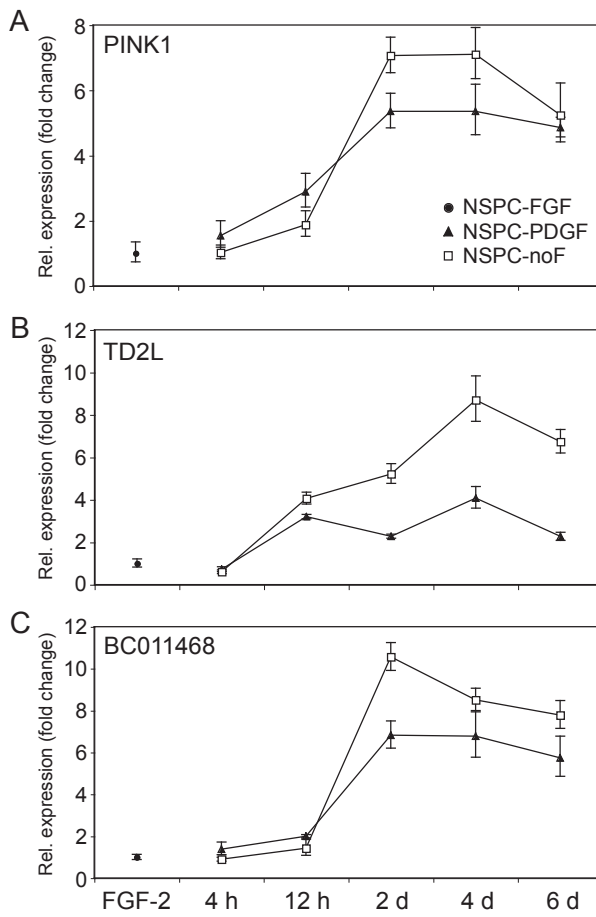 A
PINK1
Rel. expression (fold change)
8
6
4
2
0
NSPC-FGF
NSPC-PDGF
NSPC-noF
B
TD2L
Rel. expression (fold change)
12
10
8
6
4
2
0
C
BC011468
Rel. expression (fold change)
12
10
8
6
4
2
0
FGF-2 4 h 12 h 2 d 4 d 6 d